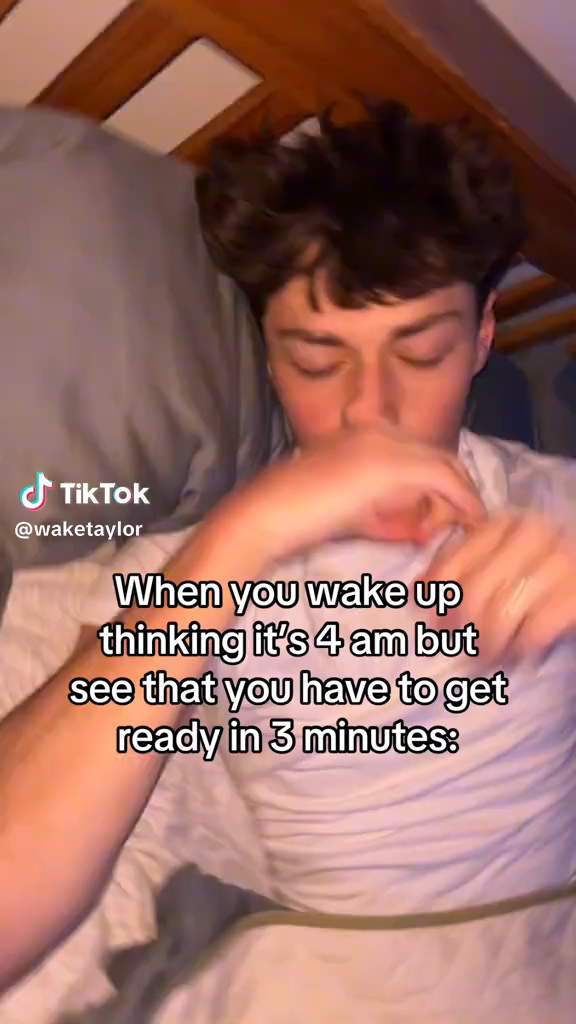 TikTok
@waketaylor
When you wake up
thinking it's 4 am but
see that you have to get
ready in 3 minutes: